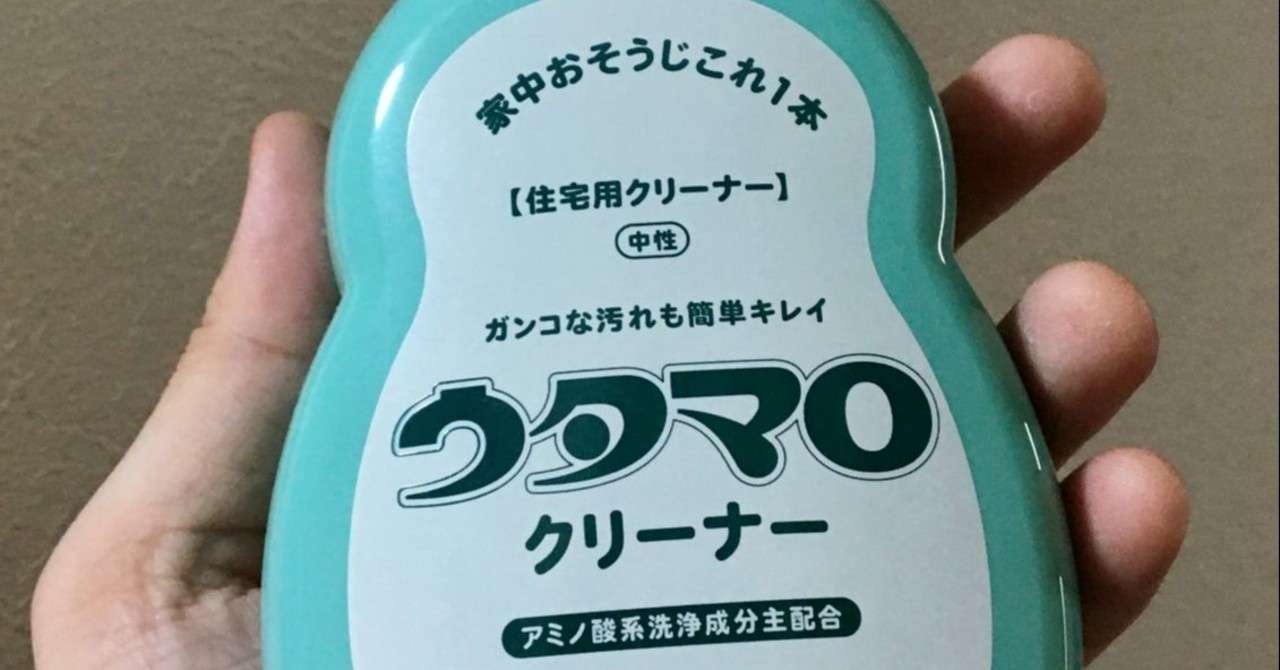 家中おそうじこれ1本
【住宅用クリーナー】
中性
ガンコな汚れも簡単キレイ
ウタマロ
クリーナー
アミノ酸系洗浄成分主配合